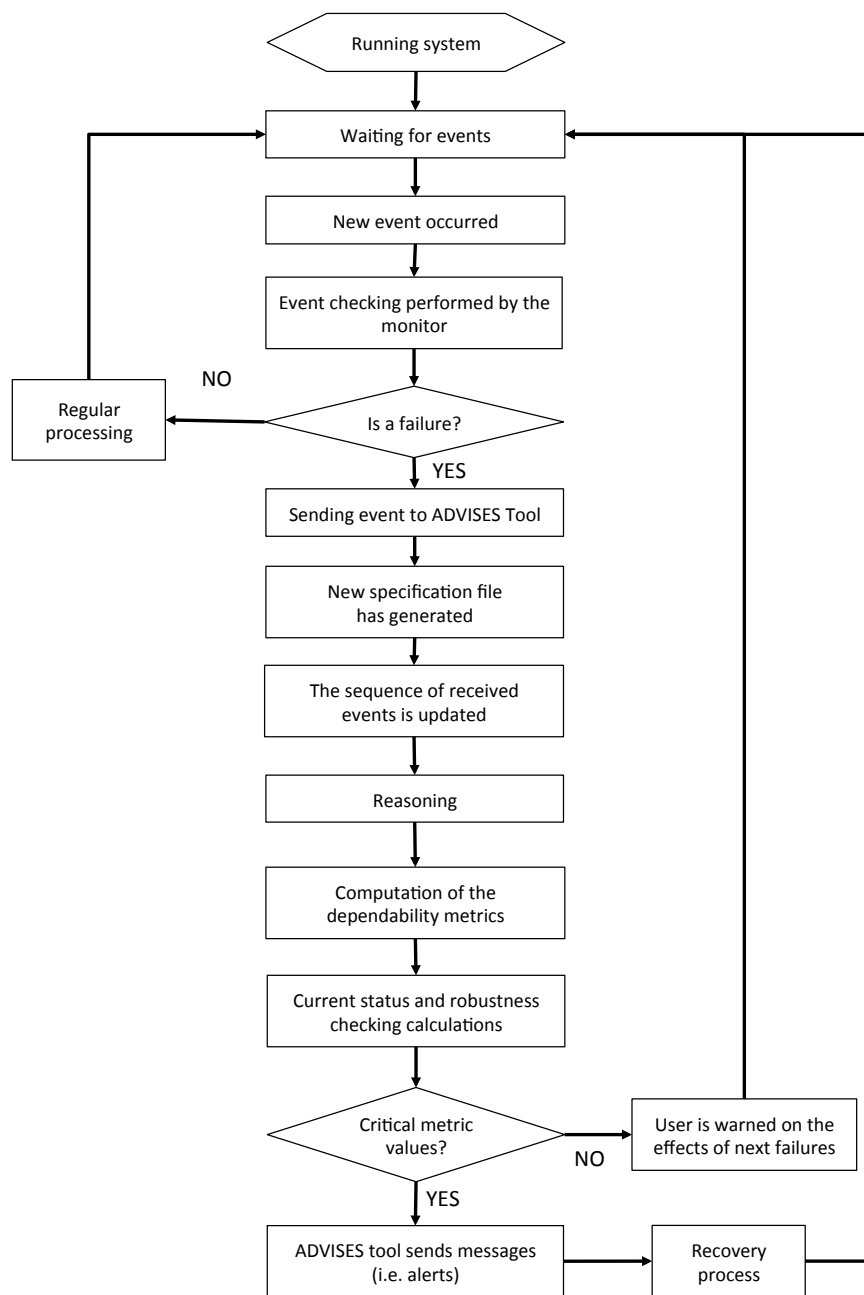 Running system
Waiting for events
New event occurred
Event checking performed by the
monitor
NO
Regular
processing
Is a failure?
YES
Sending event to ADVISES Tool
New specification file
has generated
The sequence of received
events is updated
Reasoning
Computation of the
dependability metrics
Current status and robustness
checking calculations
Critical metric
values?
NO
User is warned on the
effects of next failures
YES
ADVISES tool sends messages
(i.e. alerts)
Recovery
process